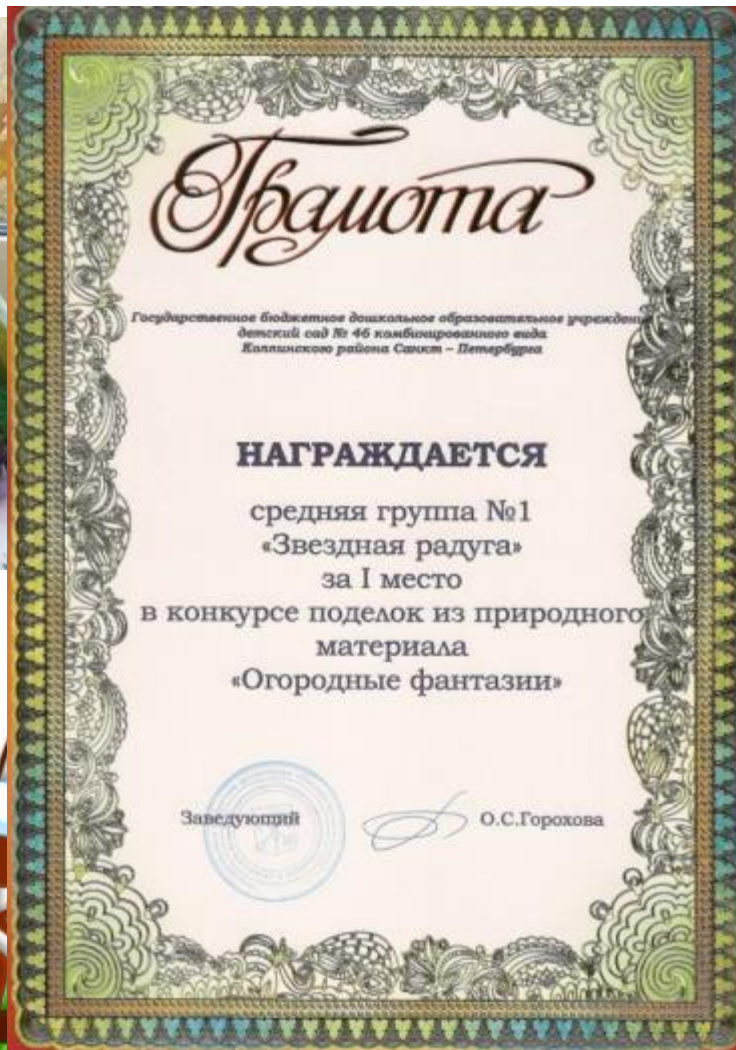 Грамота
Государственное бюджетное дошкольное образовательное учреждение
детский сад № 46 комбинированного вида
Колпинского района Санкт – Петербурга
НАГРАЖДАЕТСЯ
средняя группа №1
«Звездная радуга»
за I место
в конкурсе поделок из природного
материала
«Огородные фантазии»
Заведующий О.С.Горохова